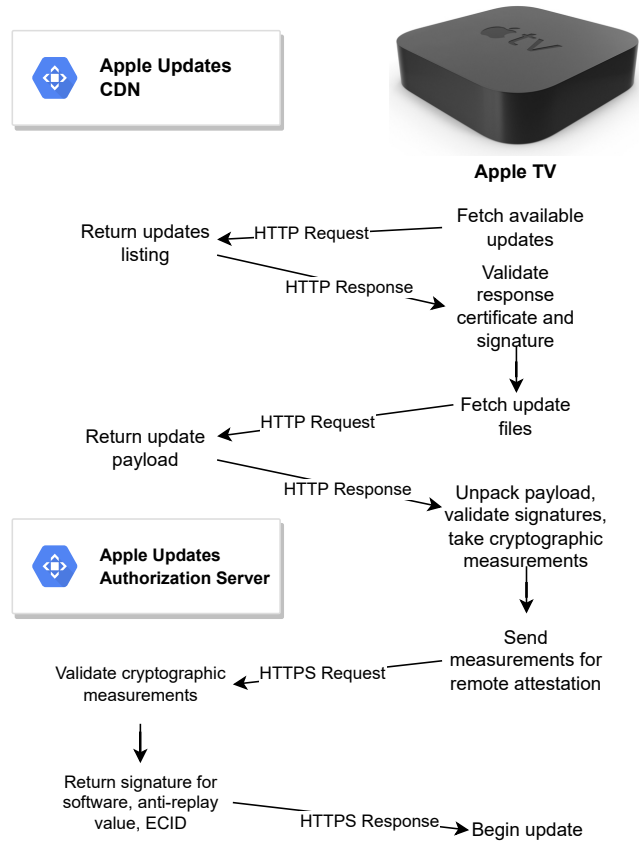 Apple Updates
CDN
tv
Apple TV
Fetch available
updates
HTTP Request
Return updates
listing
HTTP Response
Validate
response
certificate and
signature
Fetch update
files
HTTP Request
Return update
payload
HTTP Response
Unpack payload,
validate signatures,
take cryptographic
measurements
Apple Updates
Authorization Server
Send
measurements for
remote attestation
HTTPS Request
Validate cryptographic
measurements
Return signature for
software, anti-replay
value, ECID
HTTPS Response
Begin update